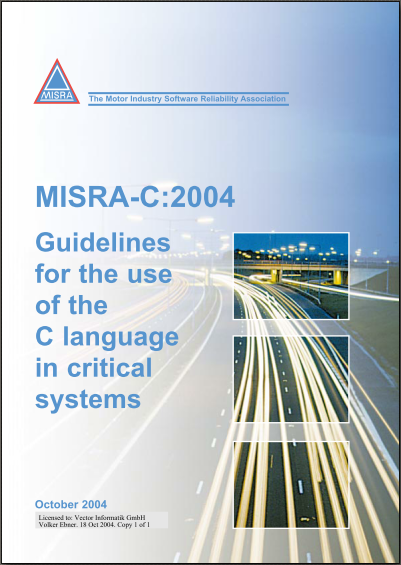 MISRA
The Motor Industry Software Reliability Association
MISRA-C:2004
Guidelines
for the use
of the
C language
in critical
systems
October 2004
Licensed to: Vector Informatik GmbH
Volker Ebner. 18 Oct 2004. Copy 1 of 1